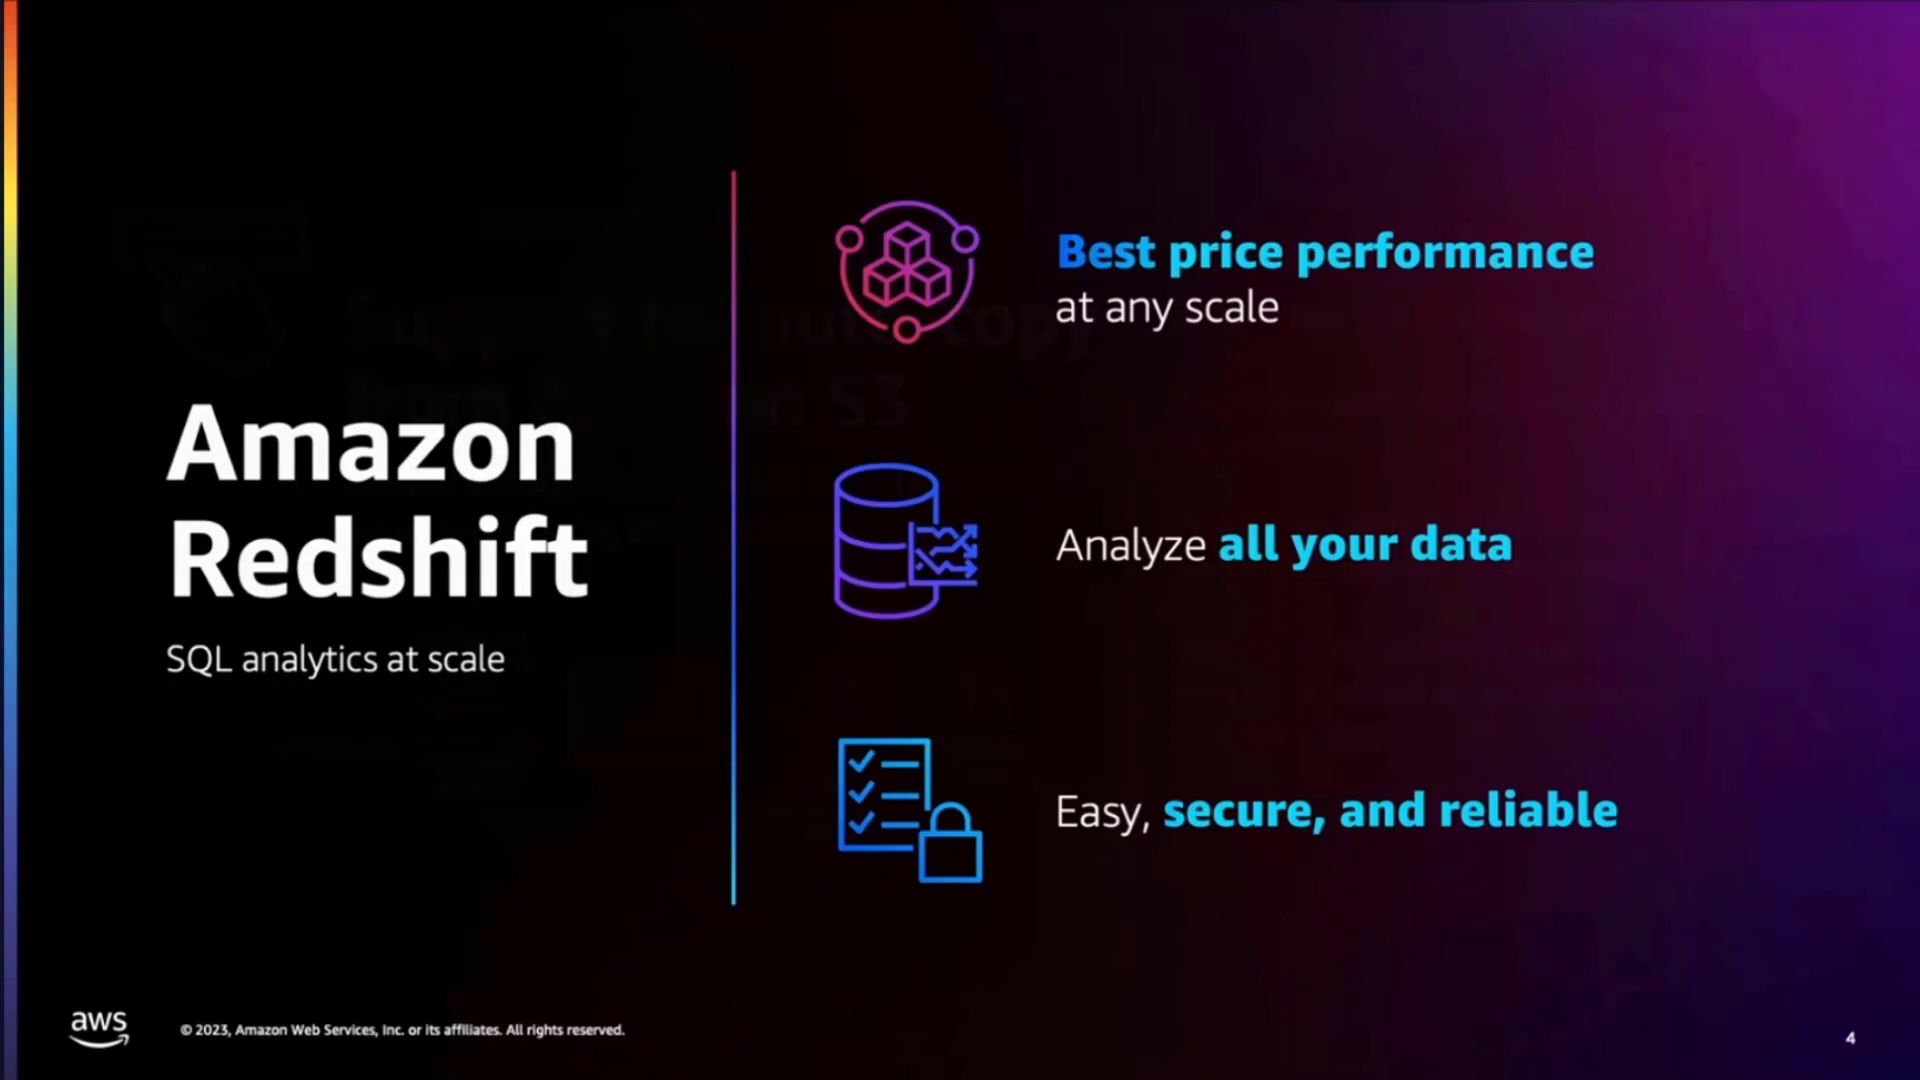 Amazon
Redshift
SQL analytics at scale
Best price performance
at any scale
Analyze all your data
Easy, secure, and reliable
aws
© 2023, Amazon Web Services, Inc. or its affiliates. All rights reserved.
4